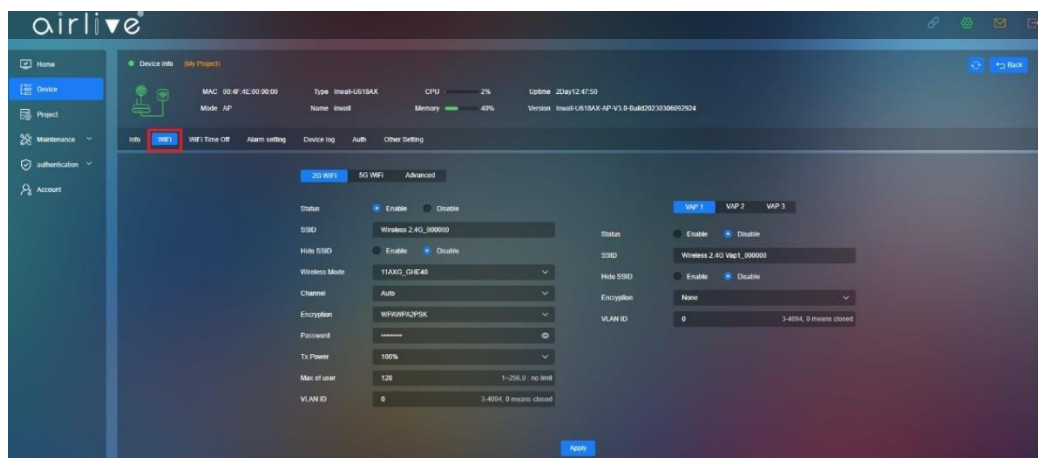 airlive®
Home
Device
Project
Maintenance
authentication
Account
Device Info (My Project)
Back
MAC 00:4F:4E:00:00:00 Type Inwall-U618AX CPU 2% Uptime 2Day12:47:50
Mode AP Name inwall Memory 40% Version Inwall-U618AX-AP-V3.0-Build20230306092924
Info WiFi WiFi Time Off Alarm setting Device log Auth Other Setting
2G WiFi 5G WiFi Advanced
Status Enable Disable
SSID Wireless 2.4G_000000
Hide SSID Enable Disable
Wireless Mode 11AXG_GHE40
Channel Auto
Encryption WPAWPA2PSK
Password ••••••••
Tx Power 100%
Max of user 128 1~256,0 : no limit
VLAN ID 0 3-4094, 0 means closed
VAP 1 VAP 2 VAP 3
Status Enable Disable
SSID Wireless 2.4G Vap1_000000
Hide SSID Enable Disable
Encryption None
VLAN ID 0 3-4094, 0 means closed
Apply